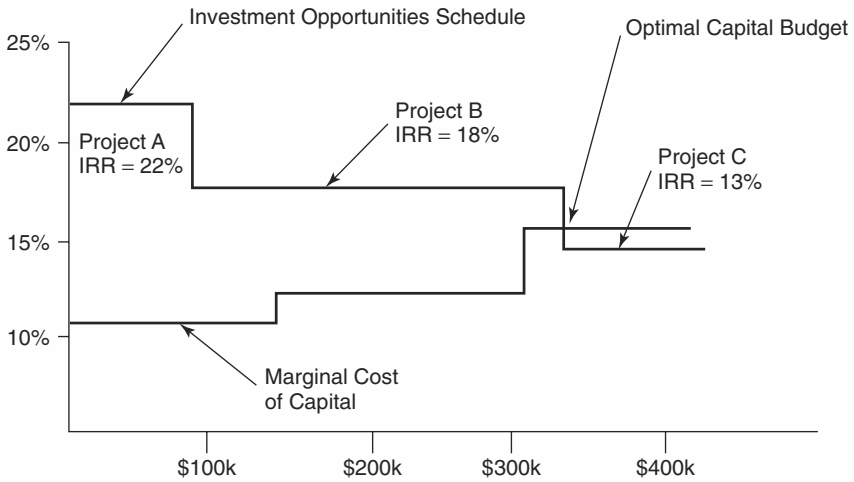 Investment Opportunities Schedule
Optimal Capital Budget
25%
20%
15%
10%
Project A
IRR = 22%
Project B
IRR = 18%
Project C
IRR = 13%
Marginal Cost
of Capital
$100k
$200k
$300k
$400k